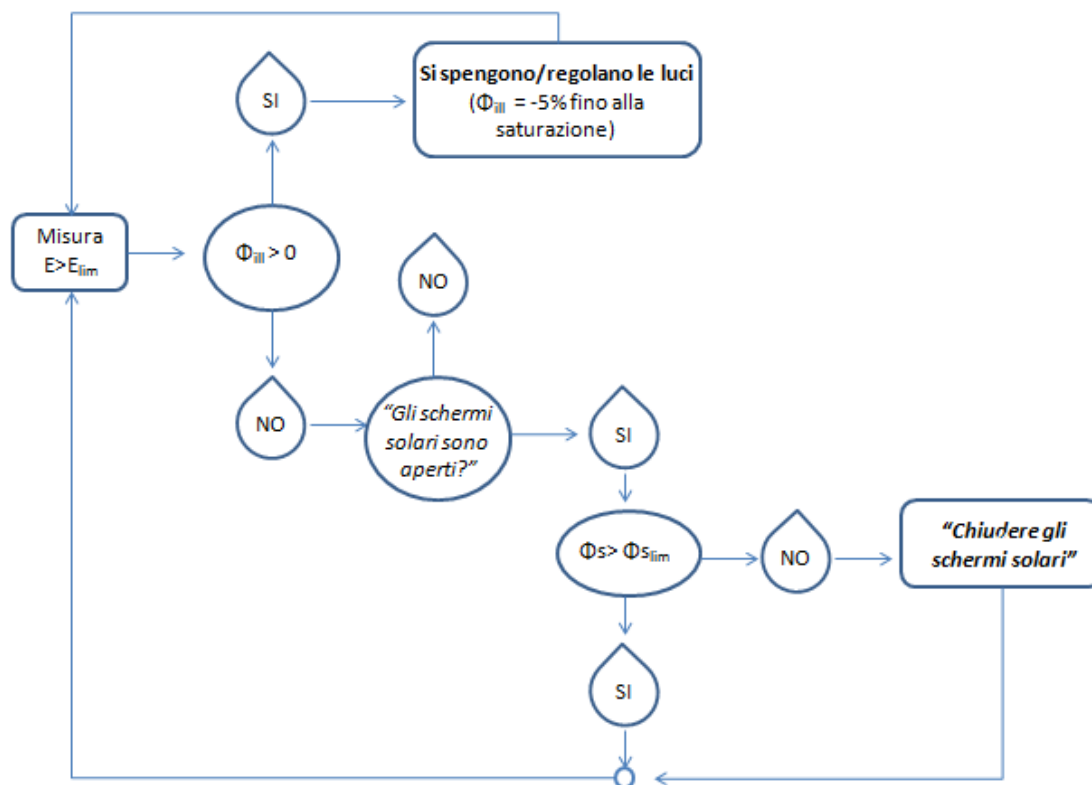 SI
Si spengono/regolano le luci
(Φill = -5% fino alla
saturazione)
Misura
E>Elim
Φill > 0
NO
NO
“Gli schermi
solari sono
aperti?”
SI
Φs> Φslim
NO
“Chiudere gli
schermi solari”
SI